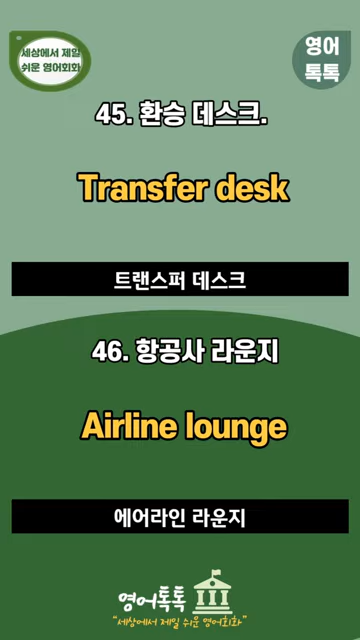 세상에서 제일
쉬운 영어회화
영어
톡톡
45. 환승 데스크.
Transfer desk
트랜스퍼 데스크
46. 항공사 라운지
Airline lounge
에어라인 라운지
영어톡톡
"세상에서 제일 쉬운 영어회화"